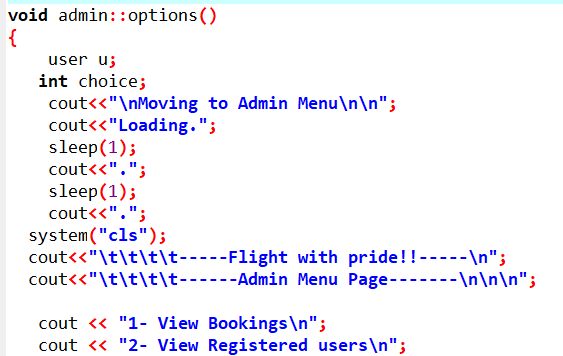 void admin::options()
{
user u;
int choice;
cout<<"\nMoving to Admin Menu\n\n";
cout<<"Loading.";
sleep(1);
cout<<".";
sleep(1);
cout<<".";
system("cls");
cout<<"\t\t\t\t-----Flight with pride!!-----\n";
cout<<"\t\t\t\t------Admin Menu Page-------\n\n\n";
cout << "1- View Bookings\n";
cout << "2- View Registered users\n";